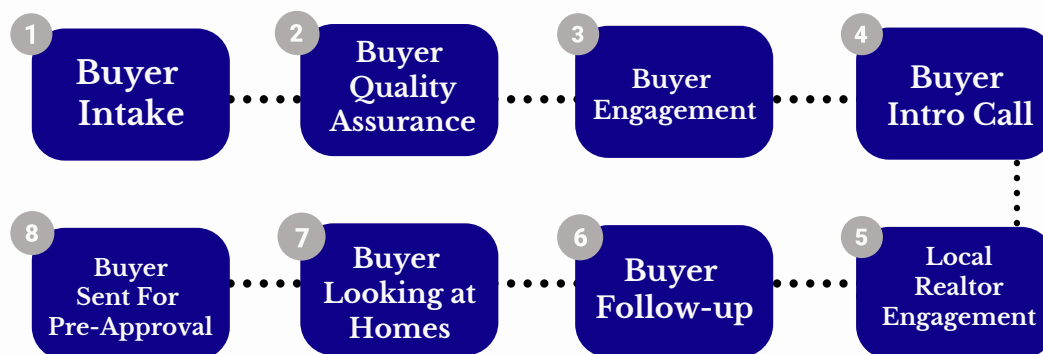 1
Buyer
Intake
2
Buyer
Quality
Assurance
3
Buyer
Engagement
4
Buyer
Intro Call
5
Local
Realtor
Engagement
6
Buyer
Follow-up
7
Buyer
Looking at
Homes
8
Buyer
Sent For
Pre-Approval